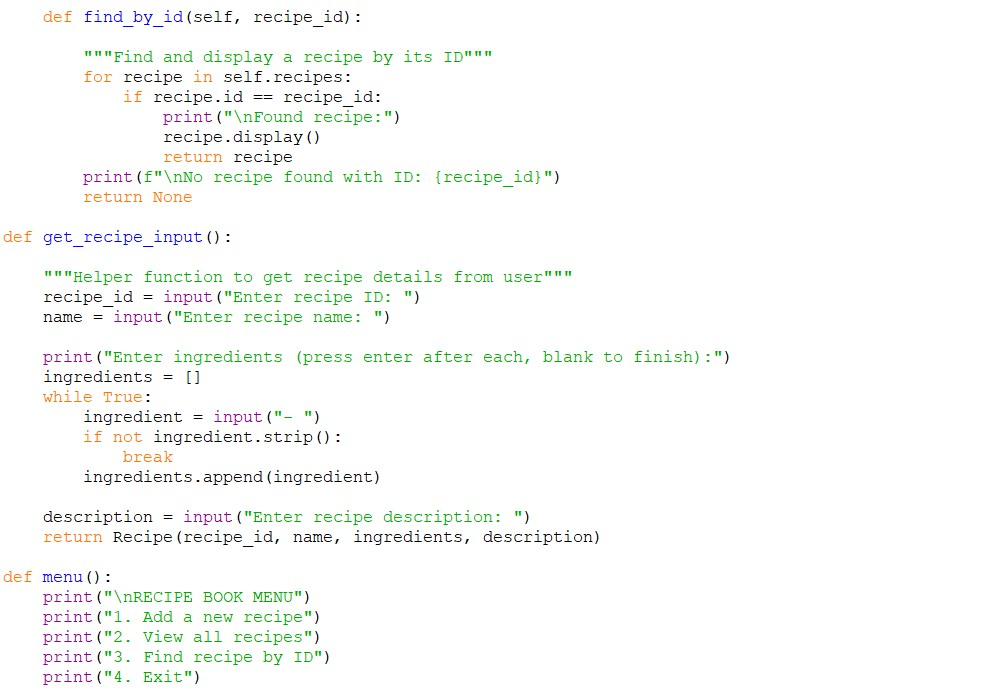 def find_by_id(self, recipe_id):

        """Find and display a recipe by its ID"""
        for recipe in self.recipes:
            if recipe.id == recipe_id:
                print("\nFound recipe:")
                recipe.display()
                return recipe
        print(f"\nNo recipe found with ID: {recipe_id}")
        return None

def get_recipe_input():

    """Helper function to get recipe details from user"""
    recipe_id = input("Enter recipe ID: ")
    name = input("Enter recipe name: ")

    print("Enter ingredients (press enter after each, blank to finish):")
    ingredients = []
    while True:
        ingredient = input("- ")
        if not ingredient.strip():
            break
        ingredients.append(ingredient)

    description = input("Enter recipe description: ")
    return Recipe(recipe_id, name, ingredients, description)

def menu():
    print("\nRECIPE BOOK MENU")
    print("1. Add a new recipe")
    print("2. View all recipes")
    print("3. Find recipe by ID")
    print("4. Exit")